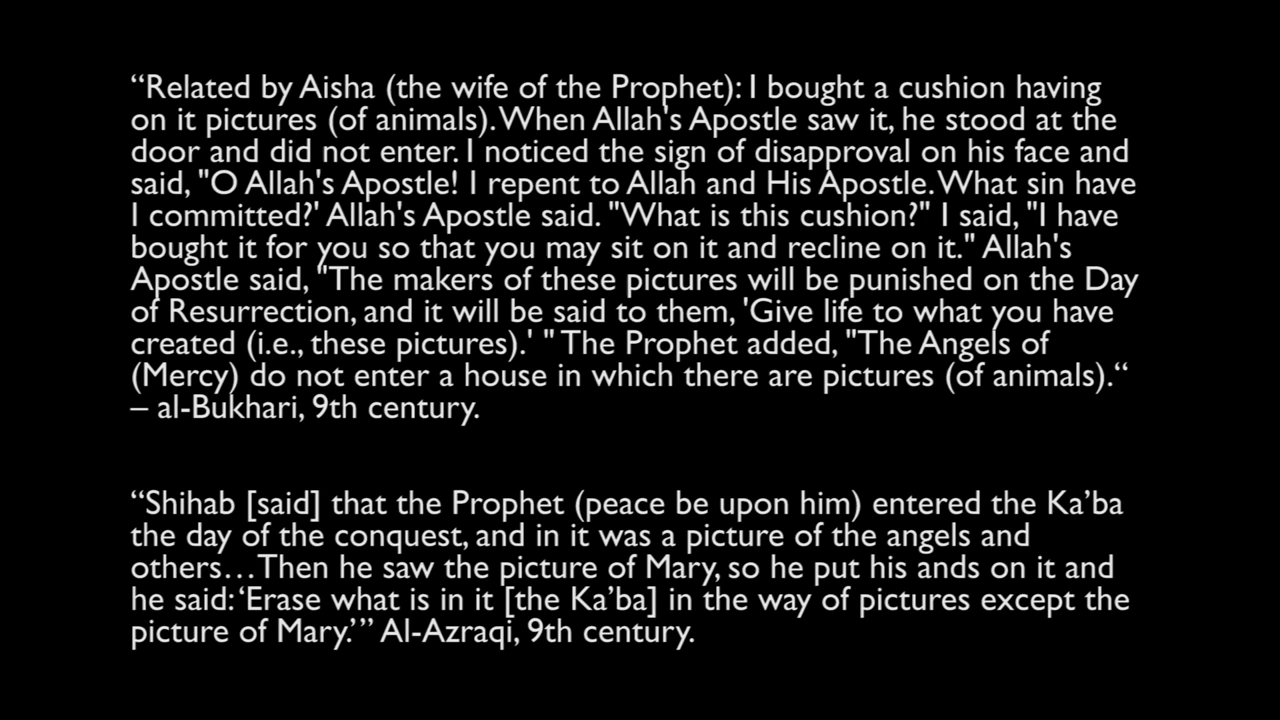 “Related by Aisha (the wife of the Prophet): I bought a cushion having
on it pictures (of animals). When Allah's Apostle saw it, he stood at the
door and did not enter. I noticed the sign of disapproval on his face and
said, "O Allah's Apostle! I repent to Allah and His Apostle. What sin have
I committed?' Allah's Apostle said. "What is this cushion?" I said, "I have
bought it for you so that you may sit on it and recline on it." Allah's
Apostle said, "The makers of these pictures will be punished on the Day
of Resurrection, and it will be said to them, 'Give life to what you have
created (i.e., these pictures).' " The Prophet added, "The Angels of
(Mercy) do not enter a house in which there are pictures (of animals).“
– al-Bukhari, 9th century.
“Shihab [said] that the Prophet (peace be upon him) entered the Ka’ba
the day of the conquest, and in it was a picture of the angels and
others…Then he saw the picture of Mary, so he put his ands on it and
he said: ‘Erase what is in it [the Ka’ba] in the way of pictures except the
picture of Mary.’” Al-Azraqi, 9th century.